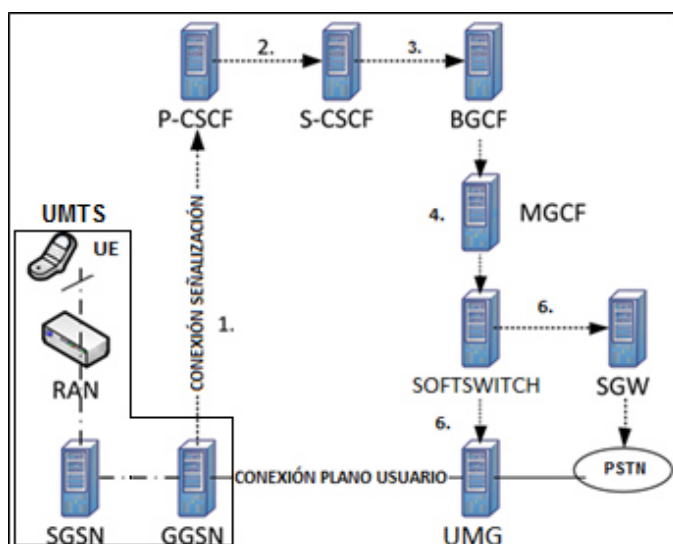 2.
3.
P-CSCF
S-CSCF
BGCF
4.
MGCF
UMTS
UE
CONEXIÓN SEÑALIZACIÓN
1.
RAN
6.
SOFTSWITCH
SGW
6.
CONEXIÓN PLANO USUARIO
PSTN
SGSN
GGSN
UMG